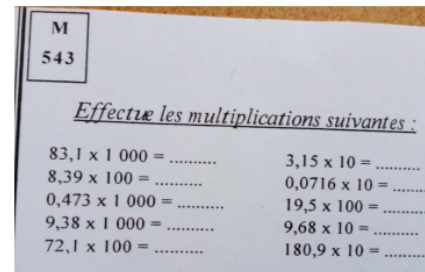 M
543
Effectue les multiplications suivantes :
83,1 x 1 000 = ..........
8,39 x 100 = ..........
0,473 x 1 000 = ..........
9,38 x 1 000 = ..........
72,1 x 100 = ..........
3,15 x 10 = .........
0,0716 x 10 = .......
19,5 x 100 = .........
9,68 x 10 = ..........
180,9 x 10 = ........